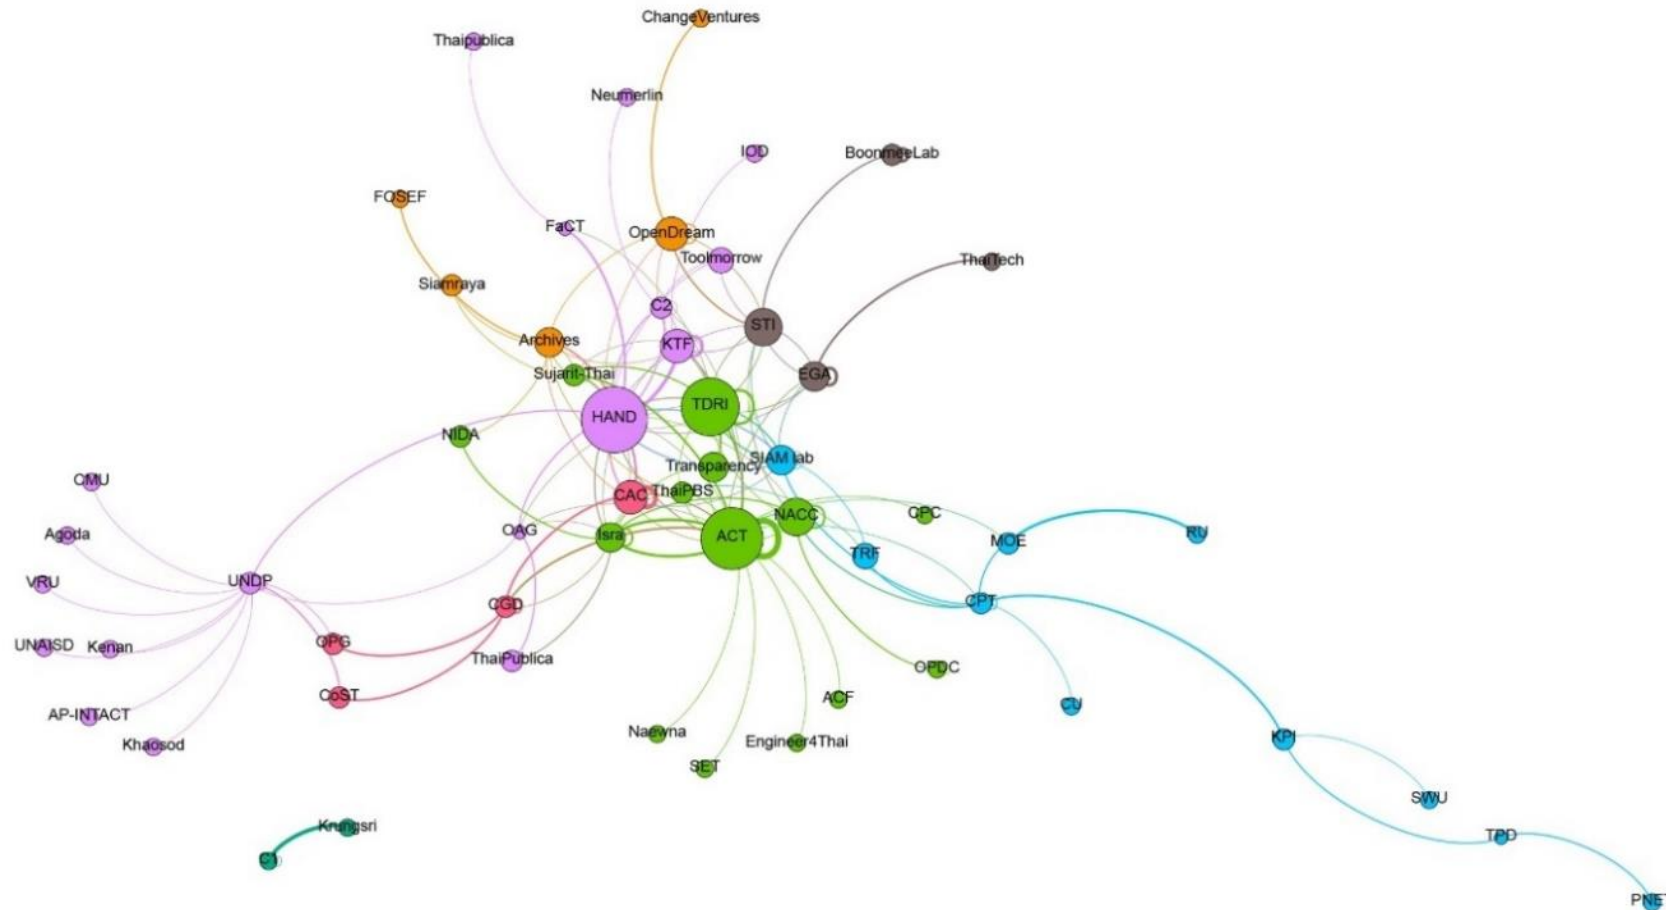 ChangeVentures
Thaipublica
Neumerlin
IOD
BoonmeeLab
FOSEF
FaCT
OpenDream
Toolmorrow
ThaiTech
Siamraya
C2
STI
Archives
KTF
Sujarit-Thai
EGA
TDRI
HAND
NIDA
SIAM lab
Transparency
CMU
ThaiPBS
CAC
CPC
NACC
OAG
Isra
ACT
Agoda
MOE
RU
TRF
VRU
UNDP
CPT
CGD
UNAISD
Kenan
OPG
ThaiPublica
OPDC
CoST
ACF
CU
AP-INTACT
Khaosod
Naewna
Engineer4Thai
KPI
SET
SWU
Krungsri
TPD
C1
PNET